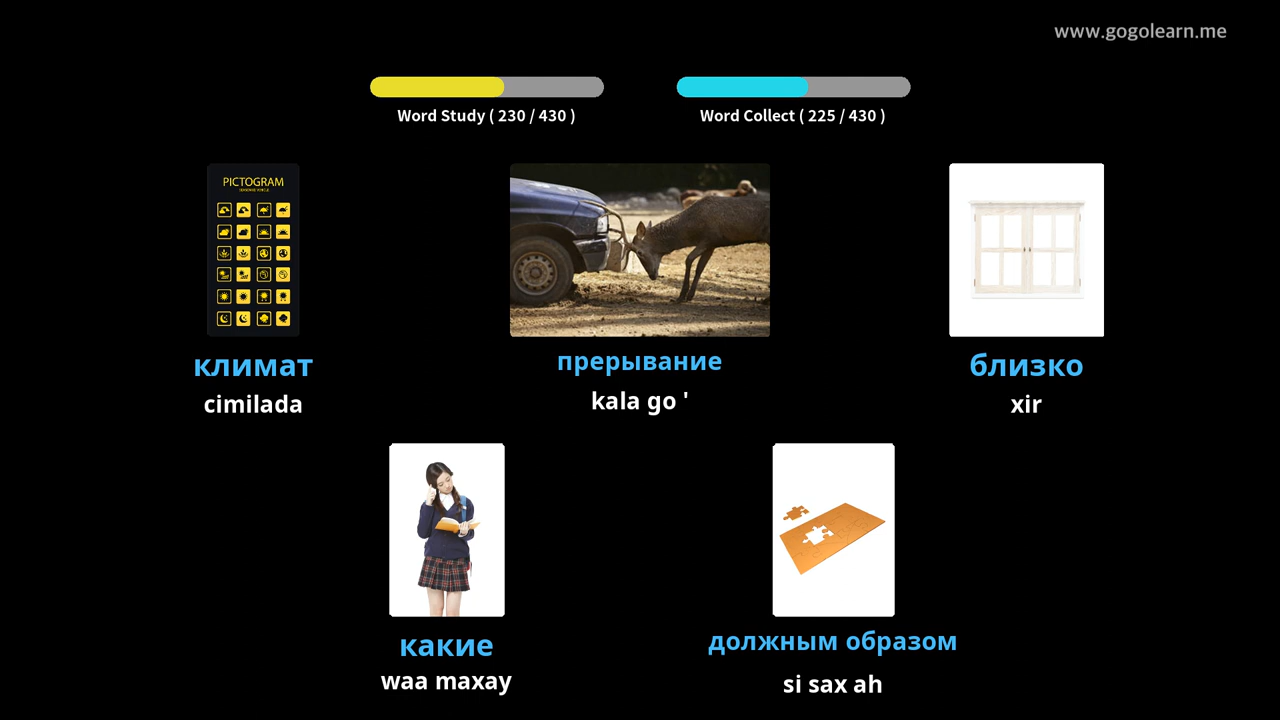 www.gogolearn.me
Word Study ( 230 / 430 )
Word Collect ( 225 / 430 )
PICTOGRAM
климат
cimilada
прерывание
kala go '
близко
xir
какие
waa maxay
должным образом
si sax ah